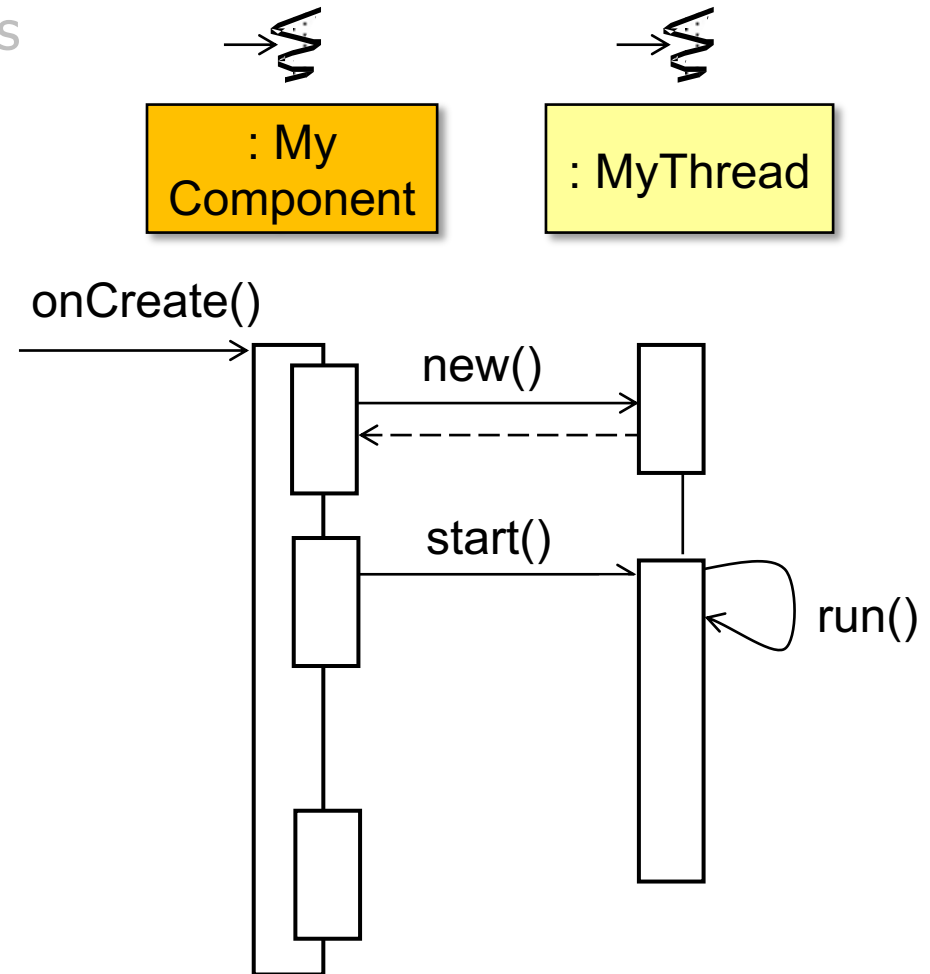 s
: My
Component
: MyThread
onCreate()
new()
start()
run()